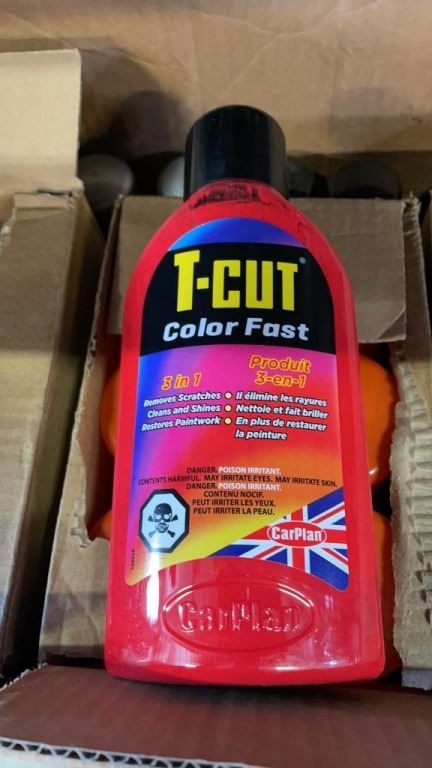 T-CUT®
Color Fast
3 in 1
Removes Scratches
Cleans and Shines
Restores Paintwork
Produit
3-en-1
Il élimine les rayures
Nettoie et fait briller
En plus de restaurer
la peinture
DANGER. POISON IRRITANT.
CONTENTS HARMFUL. MAY IRRITATE EYES. MAY IRRITATE SKIN.
DANGER. POISON IRRITANT.
CONTENU NOCIF.
PEUT IRRITER LES YEUX.
PEUT IRRITER LA PEAU.
CarPlan
CarPlan